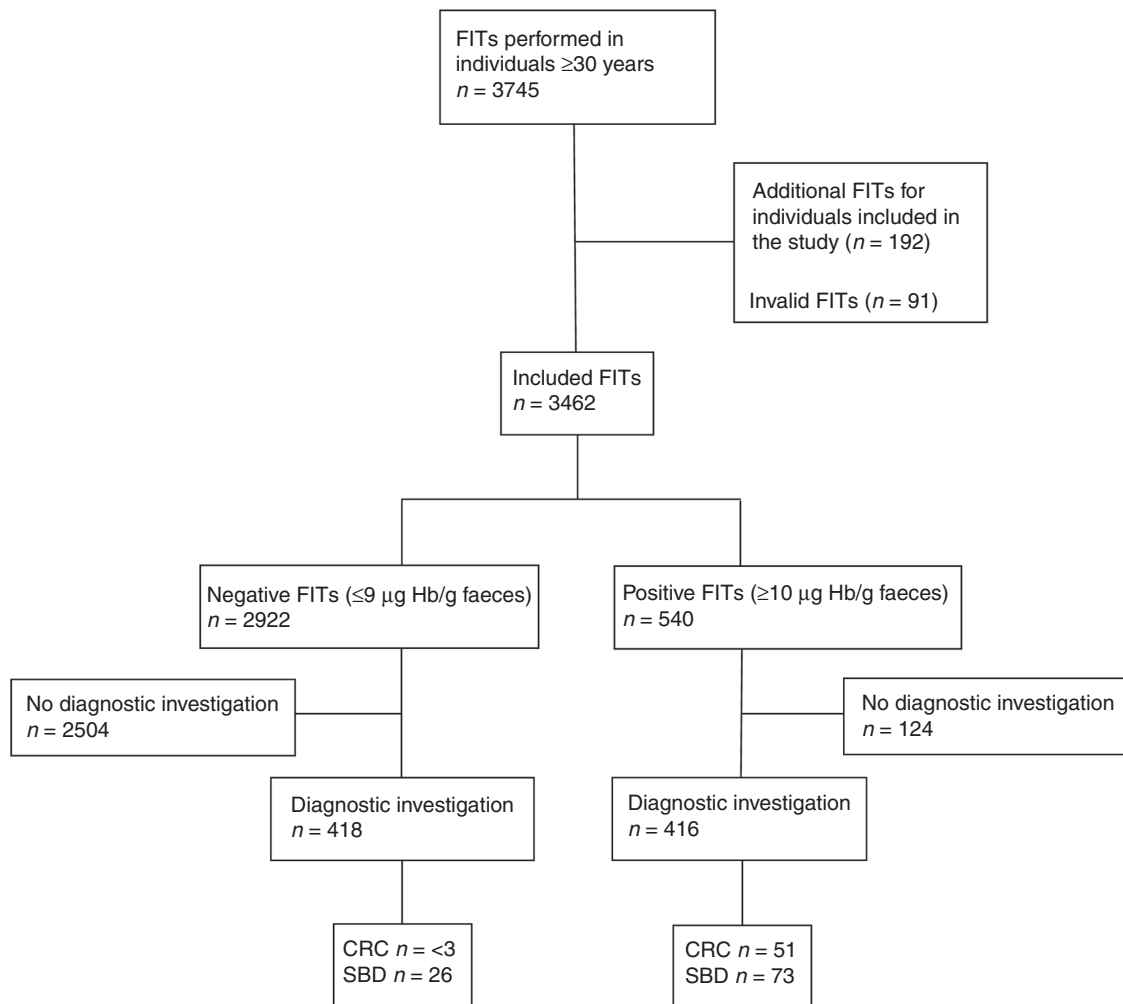 FITs performed in
individuals ≥30 years
n = 3745
Additional FITs for
individuals included in
the study (n = 192)
Invalid FITs (n = 91)
Included FITs
n = 3462
Negative FITs (≤9 μg Hb/g faeces)
n = 2922
Positive FITs (≥10 μg Hb/g faeces)
n = 540
No diagnostic investigation
n = 2504
No diagnostic investigation
n = 124
Diagnostic investigation
n = 418
Diagnostic investigation
n = 416
CRC n = <3
SBD n = 26
CRC n = 51
SBD n = 73